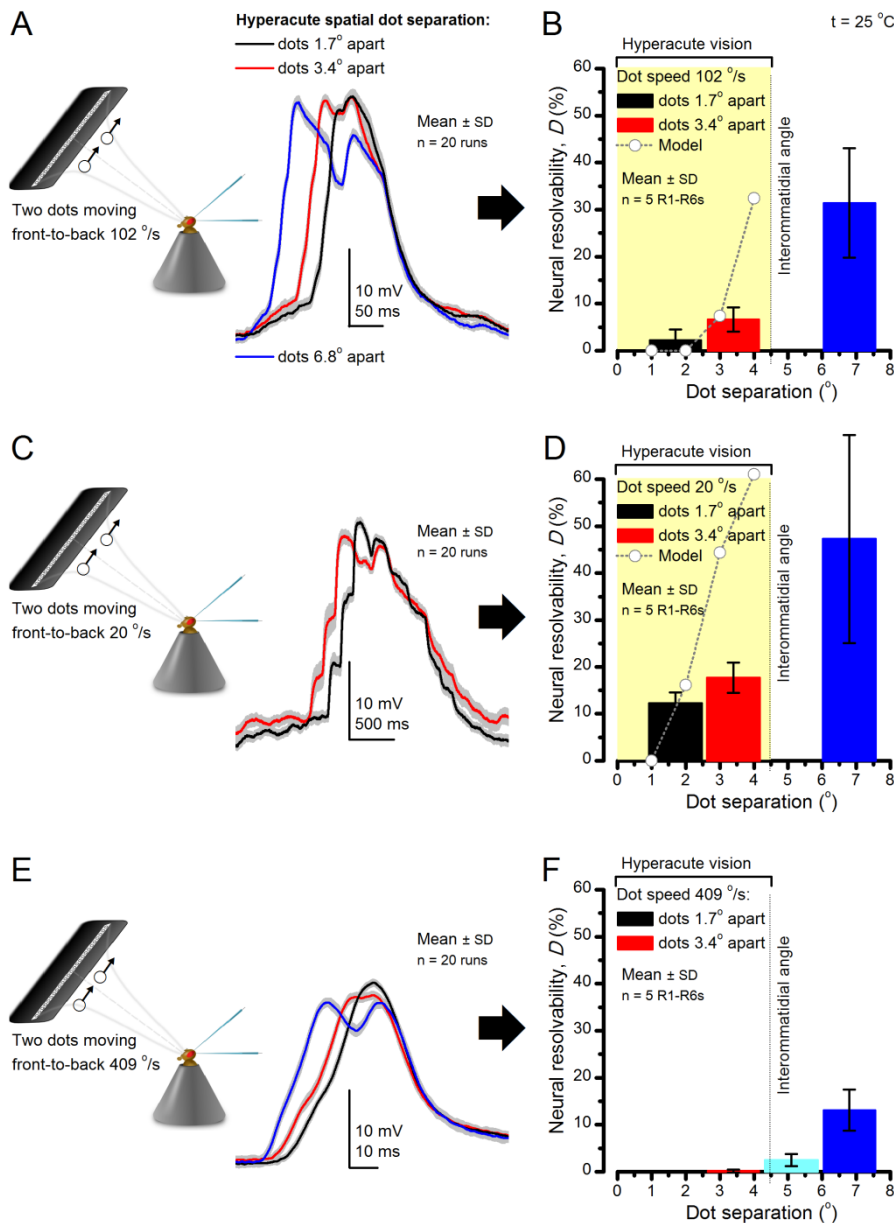 A
Hyperacute spatial dot separation:
dots 1.7° apart
dots 3.4° apart
Mean ± SD
n = 20 runs
Two dots moving
front-to-back 102 °/s
10 mV
50 ms
dots 6.8° apart
B
t = 25 °C
Hyperacute vision
Dot speed 102 °/s
dots 1.7° apart
dots 3.4° apart
Model
Mean ± SD
n = 5 R1-R6s
Interommatidial angle
Neural resolvability, D (%)
60
50
40
30
20
10
0
0 1 2 3 4 5 6 7 8
Dot separation (°)
C
Mean ± SD
n = 20 runs
Two dots moving
front-to-back 20 °/s
10 mV
500 ms
D
Hyperacute vision
Dot speed 20 °/s
dots 1.7° apart
dots 3.4° apart
Model
Mean ± SD
n = 5 R1-R6s
Interommatidial angle
Neural resolvability, D (%)
60
50
40
30
20
10
0
0 1 2 3 4 5 6 7 8
Dot separation (°)
E
Mean ± SD
n = 20 runs
Two dots moving
front-to-back 409 °/s
10 mV
10 ms
F
Hyperacute vision
Dot speed 409 °/s:
dots 1.7° apart
dots 3.4° apart
Mean ± SD
n = 5 R1-R6s
Interommatidial angle
Neural resolvability, D (%)
60
50
40
30
20
10
0
0 1 2 3 4 5 6 7 8
Dot separation (°)